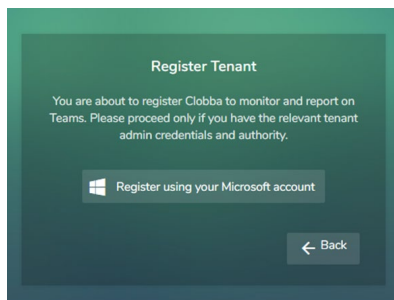 Register Tenant
You are about to register Clobba to monitor and report on
Teams. Please proceed only if you have the relevant tenant
admin credentials and authority.
Register using your Microsoft account
Back